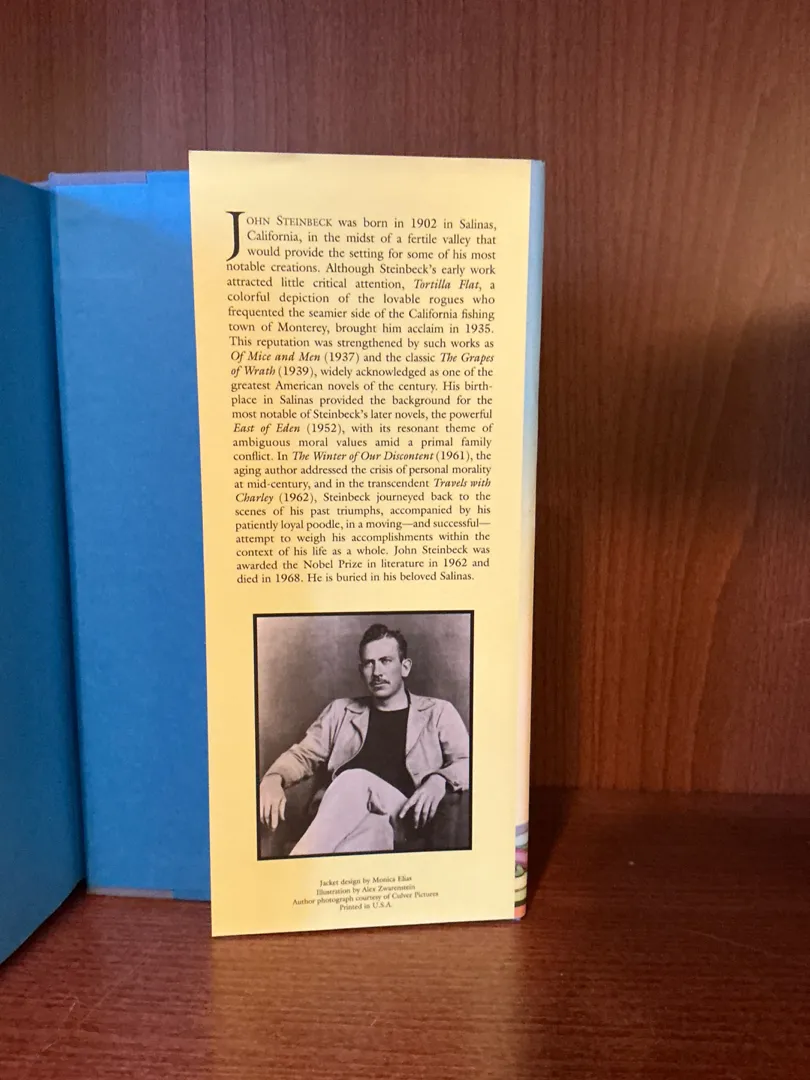 JOHN STEINBECK was born in 1902 in Salinas,
California, in the midst of a fertile valley that
would provide the setting for some of his most
notable creations. Although Steinbeck's early work
attracted little critical attention, Tortilla Flat, a
colorful depiction of the lovable rogues who
frequented the seamier side of the California fishing
town of Monterey, brought him acclaim in 1935.
This reputation was strengthened by such works as
Of Mice and Men (1937) and the classic The Grapes
of Wrath (1939), widely acknowledged as one of the
greatest American novels of the century. His birth-
place in Salinas provided the background for the
most notable of Steinbeck's later novels, the powerful
East of Eden (1952), with its resonant theme of
ambiguous moral values amid a primal family
conflict. In The Winter of Our Discontent (1961), the
aging author addressed the crisis of personal morality
at mid-century, and in the transcendent Travels with
Charley (1962), Steinbeck journeyed back to the
scenes of his past triumphs, accompanied by his
patiently loyal poodle, in a moving—and successful—
attempt to weigh his accomplishments within the
context of his life as a whole. John Steinbeck was
awarded the Nobel Prize in literature in 1962 and
died in 1968. He is buried in his beloved Salinas.
Jacket design by Monica Elias
Illustration by Alex Zwarenstein
Author photograph courtesy of Culver Pictures
Printed in U.S.A.